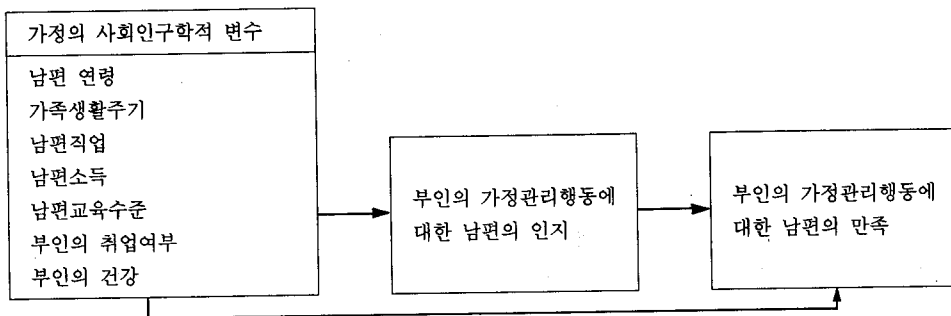 가정의 사회인구학적 변수
남편 연령
가족생활주기
남편직업
남편소득
남편교육수준
부인의 취업여부
부인의 건강
부인의 가정관리행동에
대한 남편의 인지
부인의 가정관리행동에
대한 남편의 만족